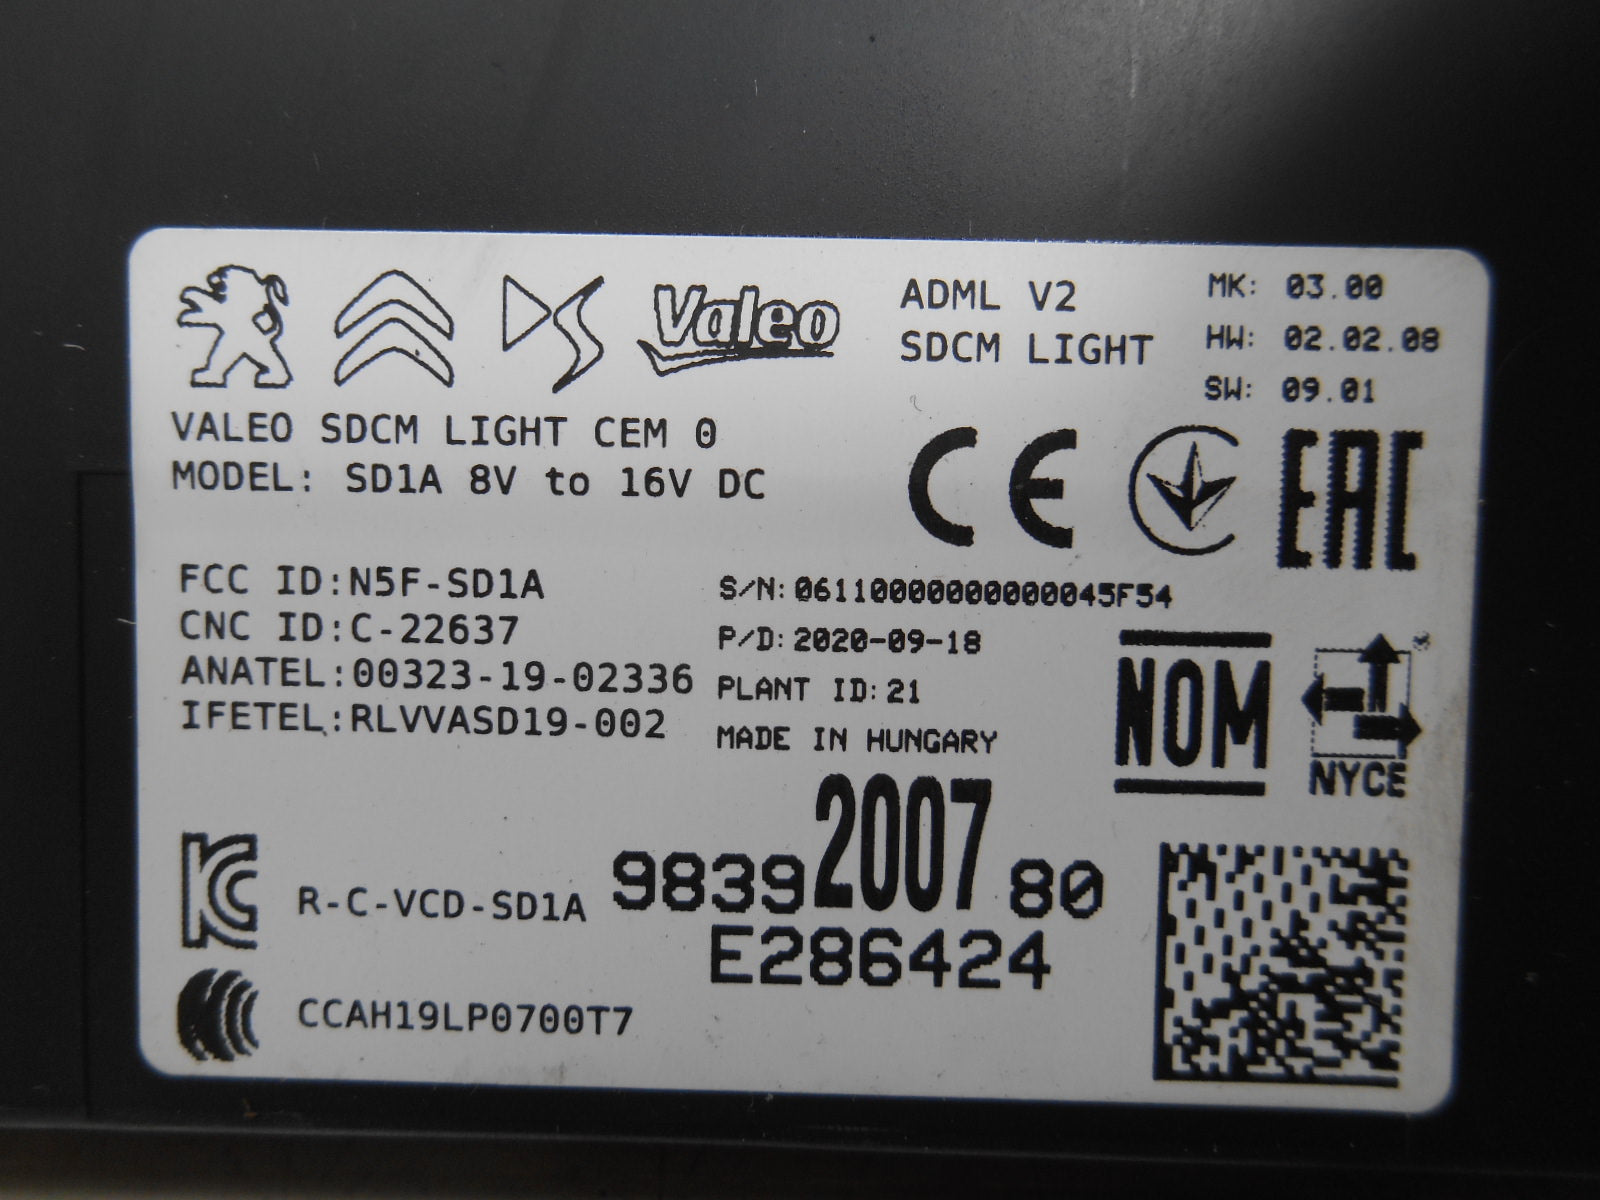 DS
Valeo
ADML V2
SDCM LIGHT
MK: 03.00
HW: 02.02.08
SW: 09.01
VALEO SDCM LIGHT CEM 0
MODEL: SD1A 8V to 16V DC
CE
EAC
FCC ID:N5F-SD1A
CNC ID:C-22637
ANATEL:00323-19-02336
IFETEL:RLVVASD19-002
S/N:06110000000000045F54
P/D:2020-09-18
PLANT ID:21
MADE IN HUNGARY
NOM
NYCE
R-C-VCD-SD1A
9839200780
E286424
CCAH19LP0700T7